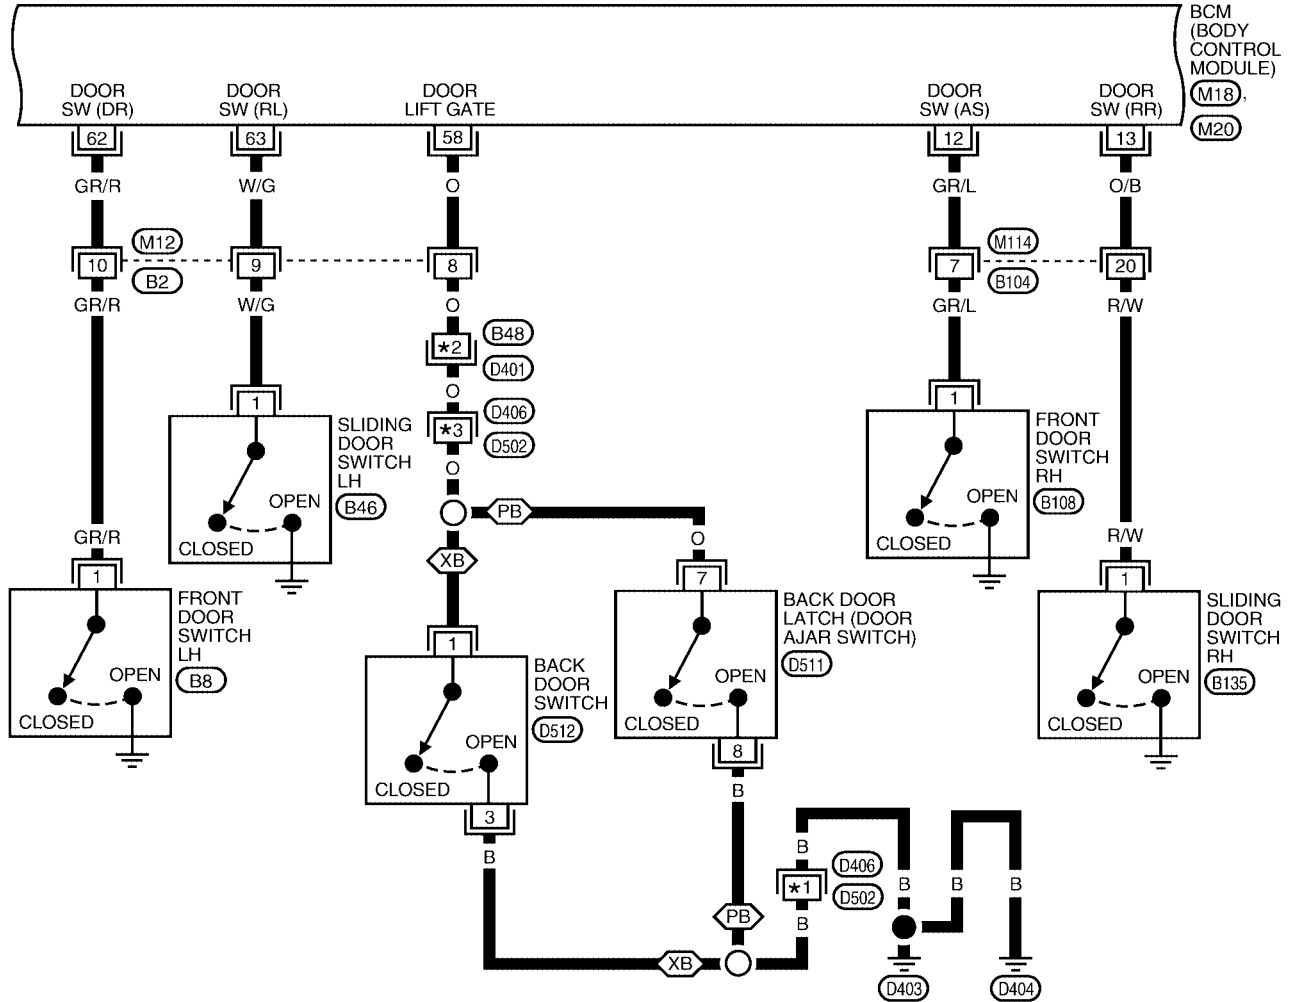 BCM
(BODY
CONTROL
MODULE)
M18,
M20
DOOR
SW (DR)
DOOR
SW (RL)
DOOR
LIFT GATE
DOOR
SW (AS)
DOOR
SW (RR)
62
63
58
12
13
GR/R
W/G
O
GR/L
O/B
M12
M114
10
9
8
7
20
B2
B104
GR/R
W/G
O
GR/L
R/W
B48
*2
D401
O
D406
*3
D502
O
1
SLIDING
DOOR
SWITCH
LH
B46
OPEN
CLOSED
1
FRONT
DOOR
SWITCH
RH
B108
OPEN
CLOSED
PB
XB
GR/R
O
R/W
1
FRONT
DOOR
SWITCH
LH
B8
OPEN
CLOSED
1
BACK
DOOR
SWITCH
D512
OPEN
CLOSED
3
B
7
BACK DOOR
LATCH (DOOR
AJAR SWITCH)
D511
OPEN
CLOSED
8
B
1
SLIDING
DOOR
SWITCH
RH
B135
OPEN
CLOSED
B
D406
*1
D502
B
B
B
B
PB
XB
D403
D404